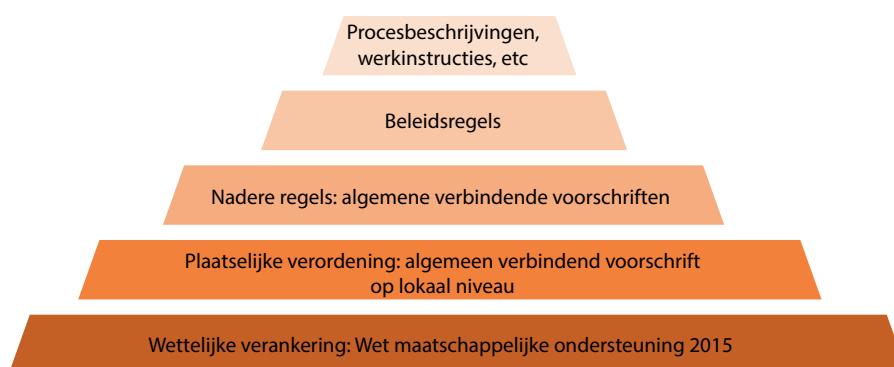 Procesbeschrijvingen,
werkinstructies, etc
Beleidsregels
Nadere regels: algemene verbindende voorschriften
Plaatselijke verordening: algemeen verbindend voorschrift
op lokaal niveau
Wettelijke verankering: Wet maatschappelijke ondersteuning 2015